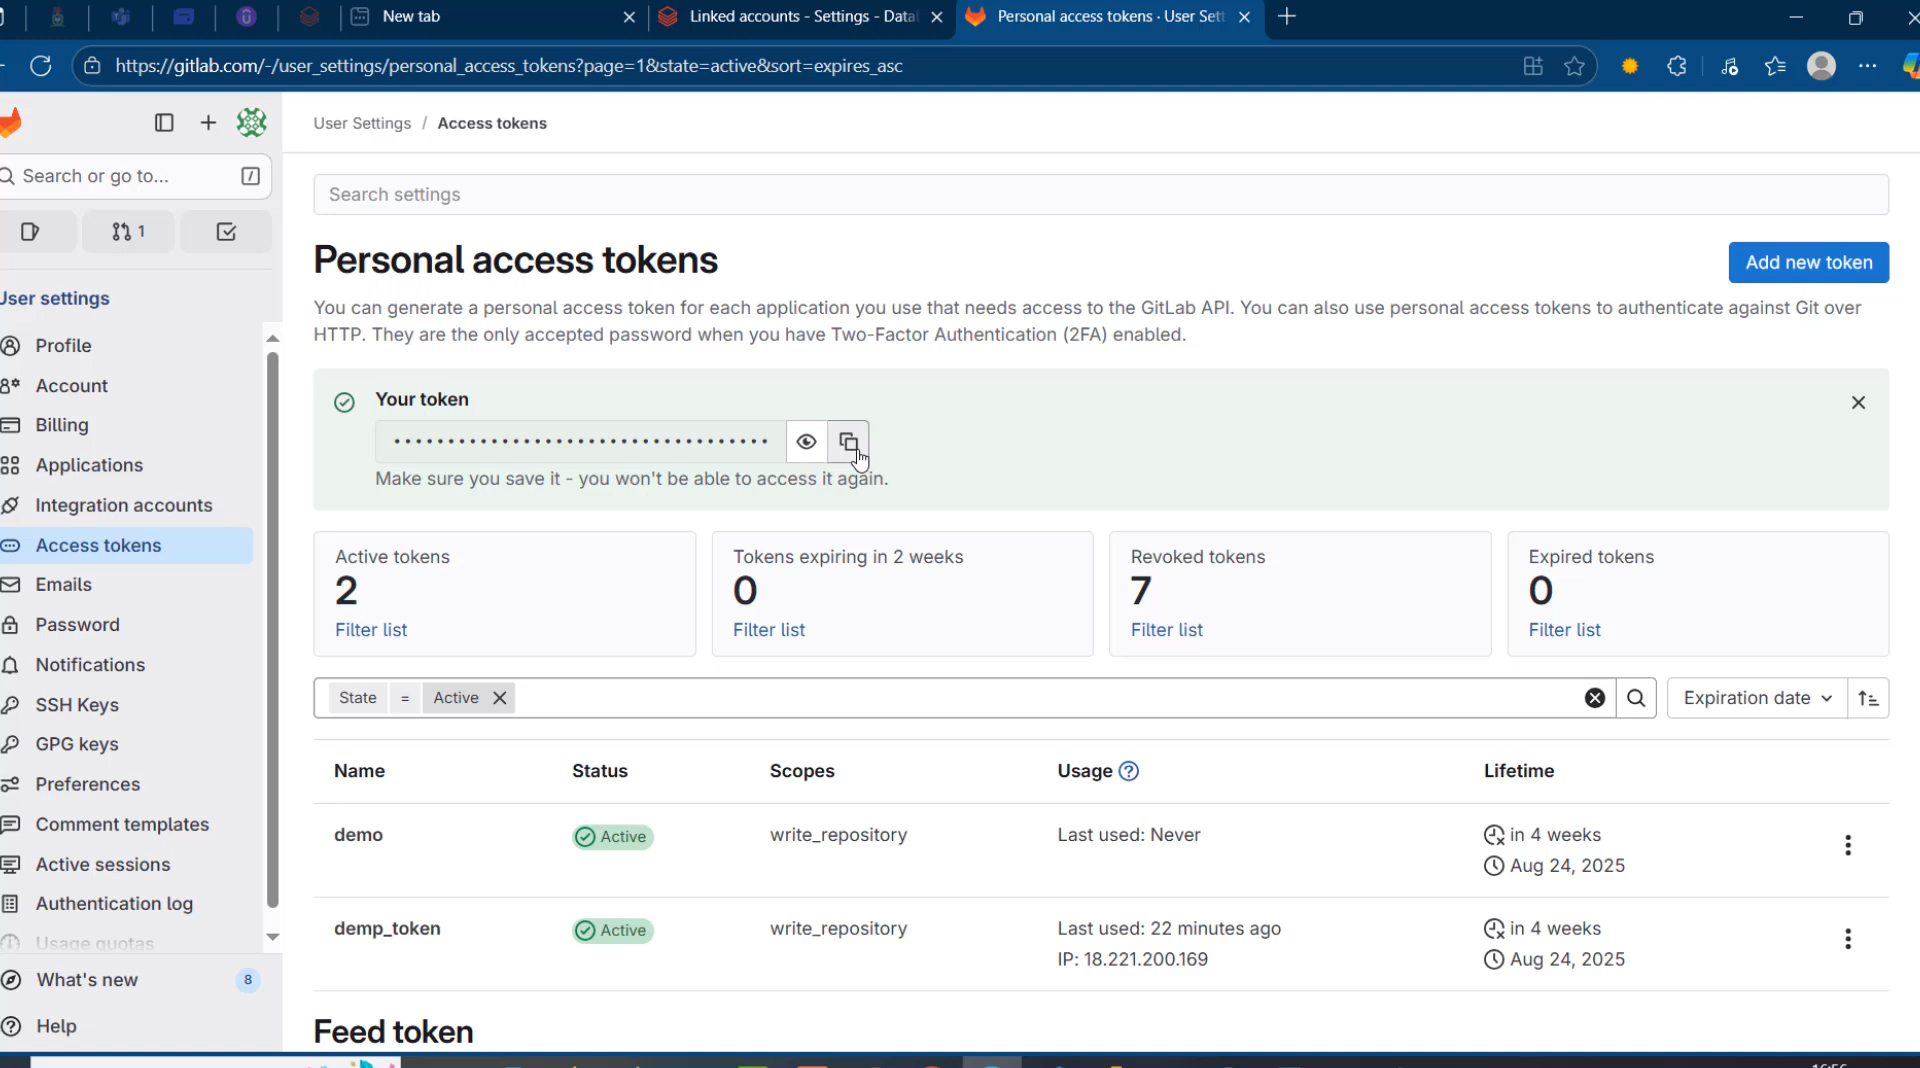 New tab
Linked accounts - Settings - Data
Personal access tokens · User Sett
https://gitlab.com/-/user_settings/personal_access_tokens?page=1&state=active&sort=expires_asc
User Settings / Access tokens
Search or go to...
/
Search settings
1
Personal access tokens
Add new token
You can generate a personal access token for each application you use that needs access to the GitLab API. You can also use personal access tokens to authenticate against Git over
HTTP. They are the only accepted password when you have Two-Factor Authentication (2FA) enabled.
User settings
Profile
Account
Billing
Applications
Integration accounts
Access tokens
Emails
Password
Notifications
SSH Keys
GPG keys
Preferences
Comment templates
Active sessions
Authentication log
Usage quotas
What's new
8
Help
Your token
Make sure you save it - you won't be able to access it again.
Active tokens
2
Filter list
Tokens expiring in 2 weeks
0
Filter list
Revoked tokens
7
Filter list
Expired tokens
0
Filter list
State = Active
Expiration date
Name Status Scopes Usage Lifetime
demo Active write_repository Last used: Never in 4 weeks
Aug 24, 2025
demp_token Active write_repository Last used: 22 minutes ago in 4 weeks
IP: 18.221.200.169 Aug 24, 2025
Feed token